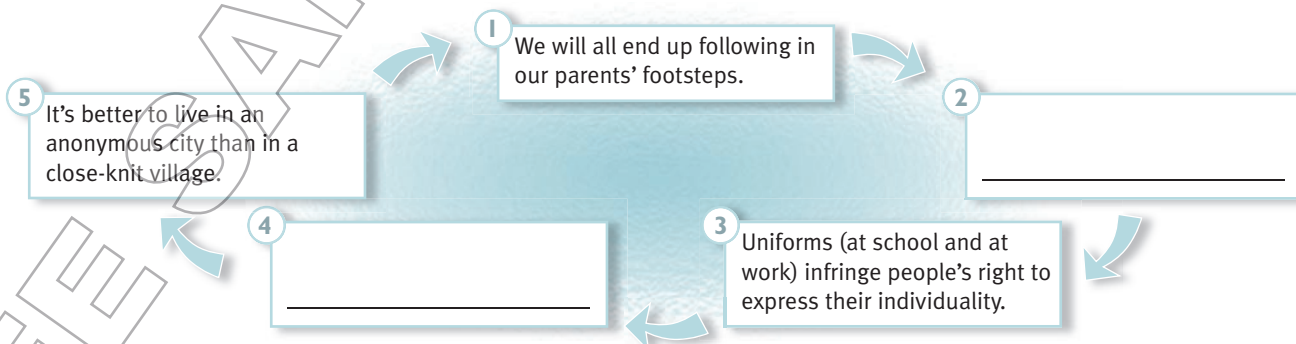 1
We will all end up following in
our parents’ footsteps.
2
3
Uniforms (at school and at
work) infringe people’s right to
express their individuality.
4
5
It’s better to live in an
anonymous city than in a
close-knit village.